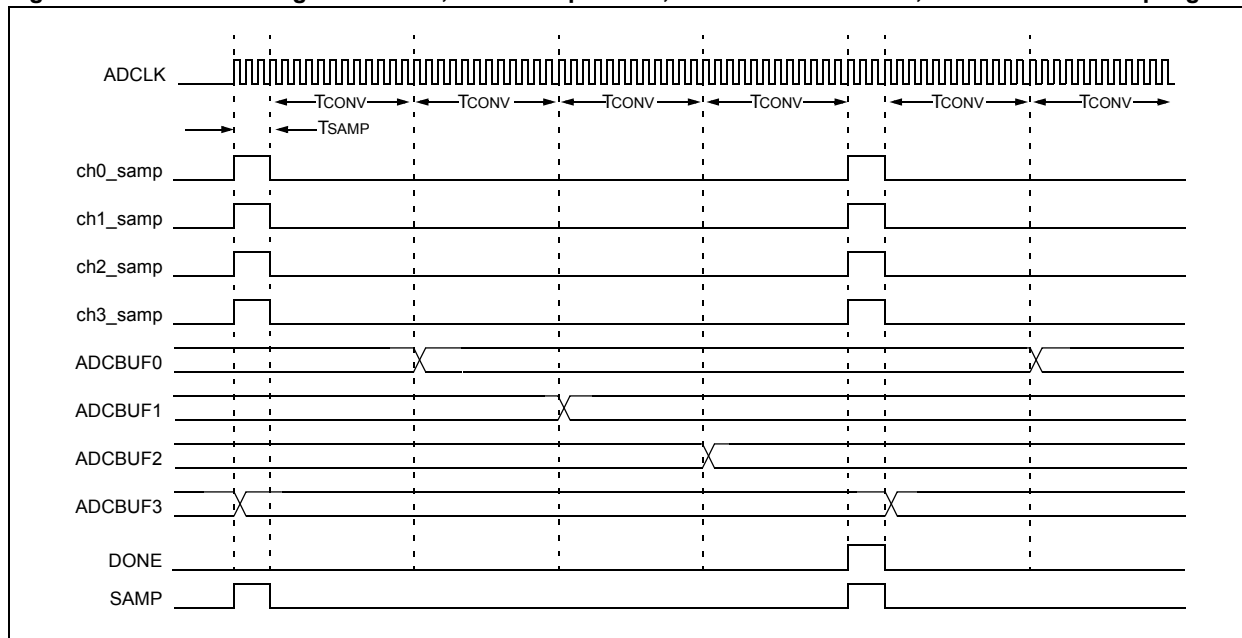 ADCLK
TCONV TCONV TCONV TCONV TCONV TCONV
TSAMP
ch0_samp
ch1_samp
ch2_samp
ch3_samp
ADCBUF0
ADCBUF1
ADCBUF2
ADCBUF3
DONE
SAMP